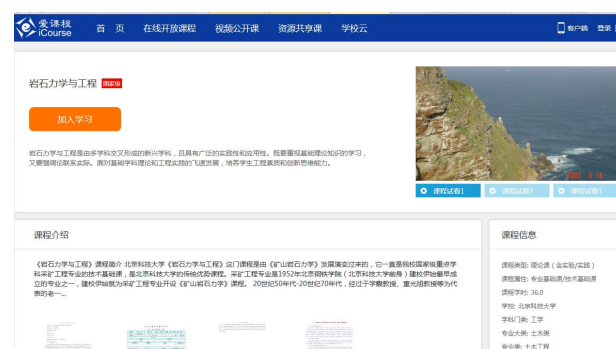 爱课程
iCourse
首 页 在线开放课程 视频公开课 资源共享课 学校云 客户端 登录
岩石力学与工程 国家级
加入学习
岩石力学与工程是由多学科交叉形成的新兴学科，且具有广泛的实践性和应用性。既要重视基础理论知识的学习，
又要强调论联系实际。面对基础学科理论和工程实践的飞速发展，培养学生工程素质和创新思维能力。
课程试看1 课程试看2 课程试看3
课程介绍
《岩石力学与工程》课程简介 北京科技大学《岩石力学与工程》这门课程是由《矿山岩石力学》发展演变过来的，它一直是我校国家级重点学
科采矿工程专业的技术基础课，是北京科技大学的传统优势课程。采矿工程专业是1952年北京钢铁学院（北京科技大学前身）建校伊始最早成
立的专业之一，建校伊始就为采矿工程专业开设《矿山岩石力学》课程。 20世纪50年代-20世纪70年代，经过于学馥教授、童光煦教授等为代
表的老一...
课程信息
课程类型: 理论课（含实验/实践）
课程属性: 专业基础课/技术基础课
课程学时: 36.0
学校: 北京科技大学
学科门类: 工学
专业大类: 土木类
专业类: 土木工程